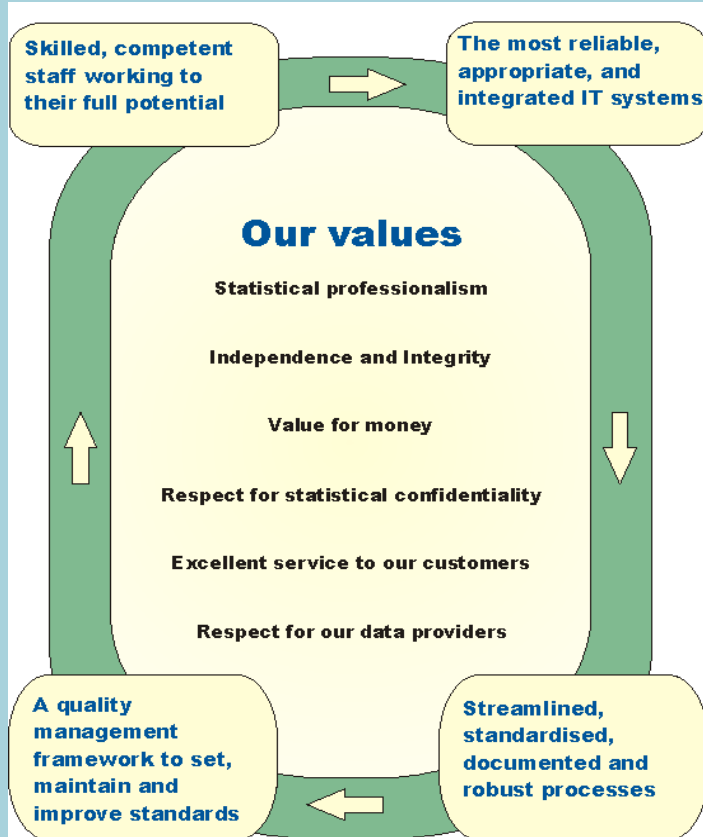 Skilled, competent
staff working to
their full potential
The most reliable,
appropriate, and
integrated IT systems
Our values
Statistical professionalism
Independence and Integrity
Value for money
Respect for statistical confidentiality
Excellent service to our customers
Respect for our data providers
A quality
management
framework to set,
maintain and
improve standards
Streamlined,
standardised,
documented and
robust processes